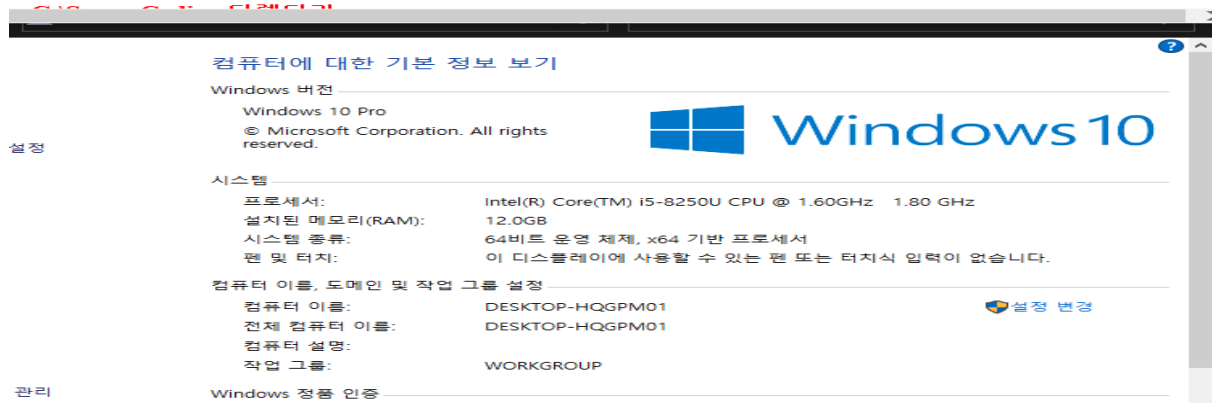 컴퓨터에 대한 기본 정보 보기
Windows 버전
Windows 10 Pro
© Microsoft Corporation. All rights
reserved.
Windows 10
설정
시스템
프로세서: Intel(R) Core(TM) i5-8250U CPU @ 1.60GHz 1.80 GHz
설치된 메모리(RAM): 12.0GB
시스템 종류: 64비트 운영 체제, x64 기반 프로세서
펜 및 터치: 이 디스플레이에 사용할 수 있는 펜 또는 터치식 입력이 없습니다.
컴퓨터 이름, 도메인 및 작업 그룹 설정
컴퓨터 이름: DESKTOP-HQGPM01 설정 변경
전체 컴퓨터 이름: DESKTOP-HQGPM01
컴퓨터 설명:
작업 그룹: WORKGROUP
관리
Windows 정품 인증